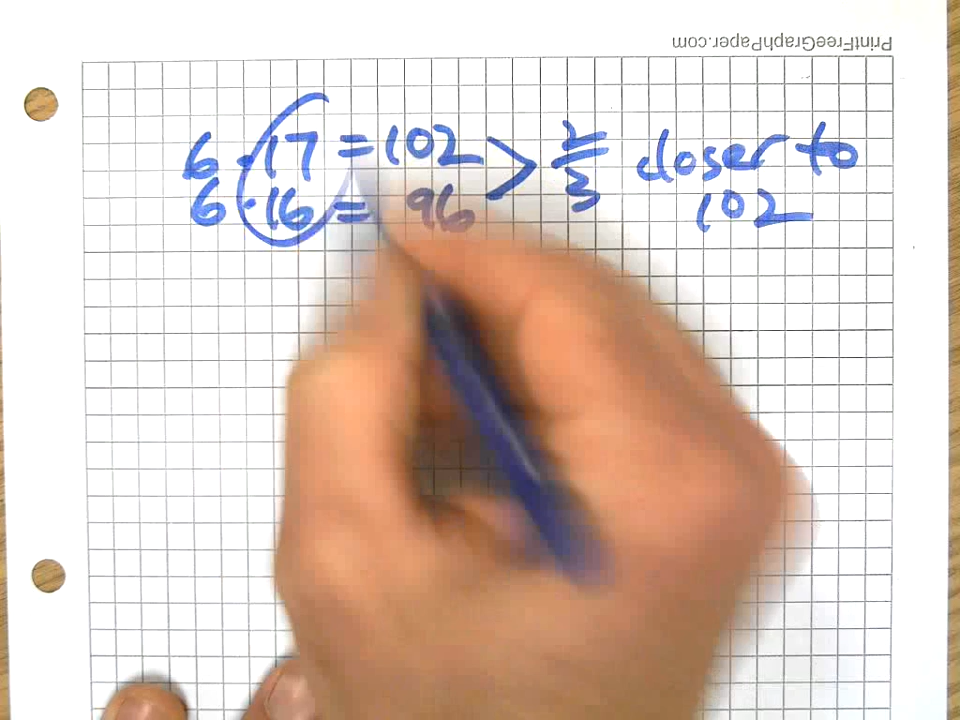 PrintFreeGraphPaper.com
6 · 17 = 102 > 2/3 closer to
6 · 16 = 96 102